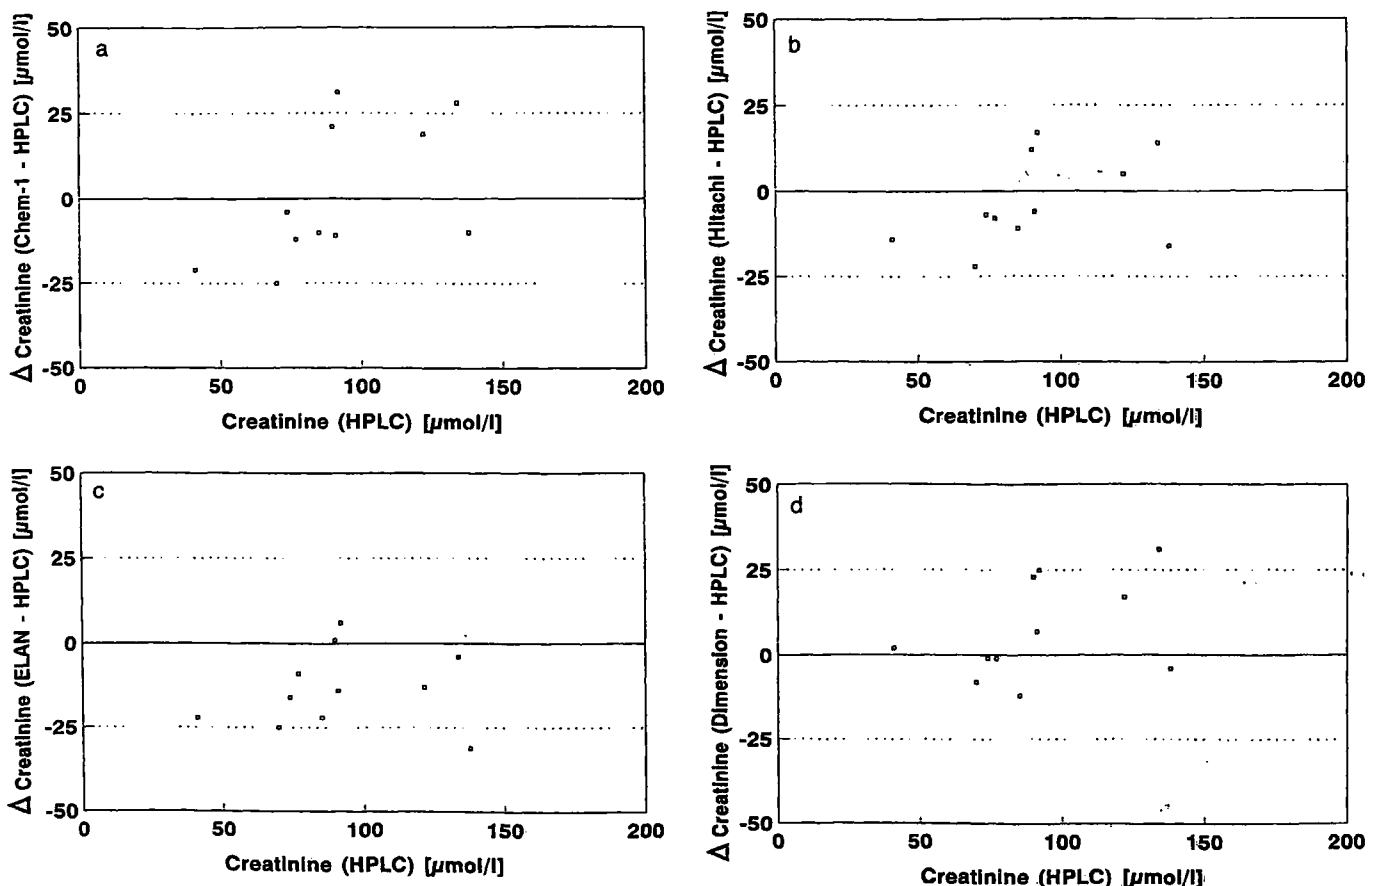 a
Δ Creatinine (Chem-1 - HPLC) [μmol/l]
50
25
0
-25
-50
0 50 100 150 200
Creatinine (HPLC) [μmol/l]
b
Δ Creatinine (Hitachi - HPLC) [μmol/l]
50
25
0
-25
-50
0 50 100 150 200
Creatinine (HPLC) [μmol/l]
c
Δ Creatinine (ELAN - HPLC) [μmol/l]
50
25
0
-25
-50
0 50 100 150 200
Creatinine (HPLC) [μmol/l]
d
Δ Creatinine (Dimension - HPLC) [μmol/l]
50
25
0
-25
-50
0 50 100 150 200
Creatinine (HPLC) [μmol/l]